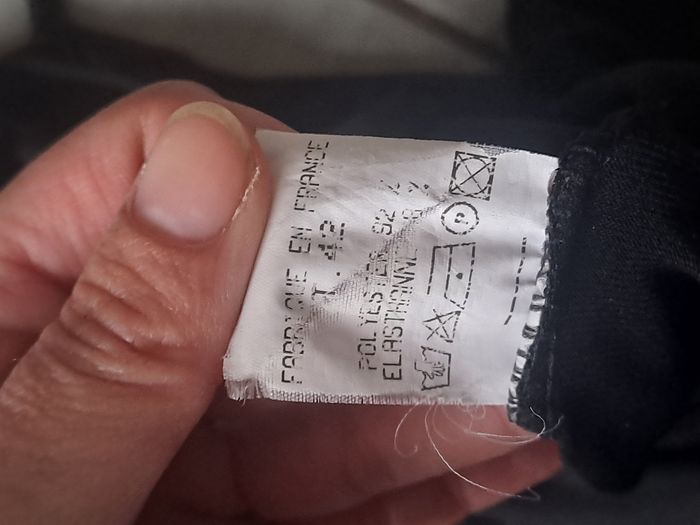 FABRIQUE EN FRANCE
T. 42
POLYESTER 92 %
ELASTHANNE 8 %